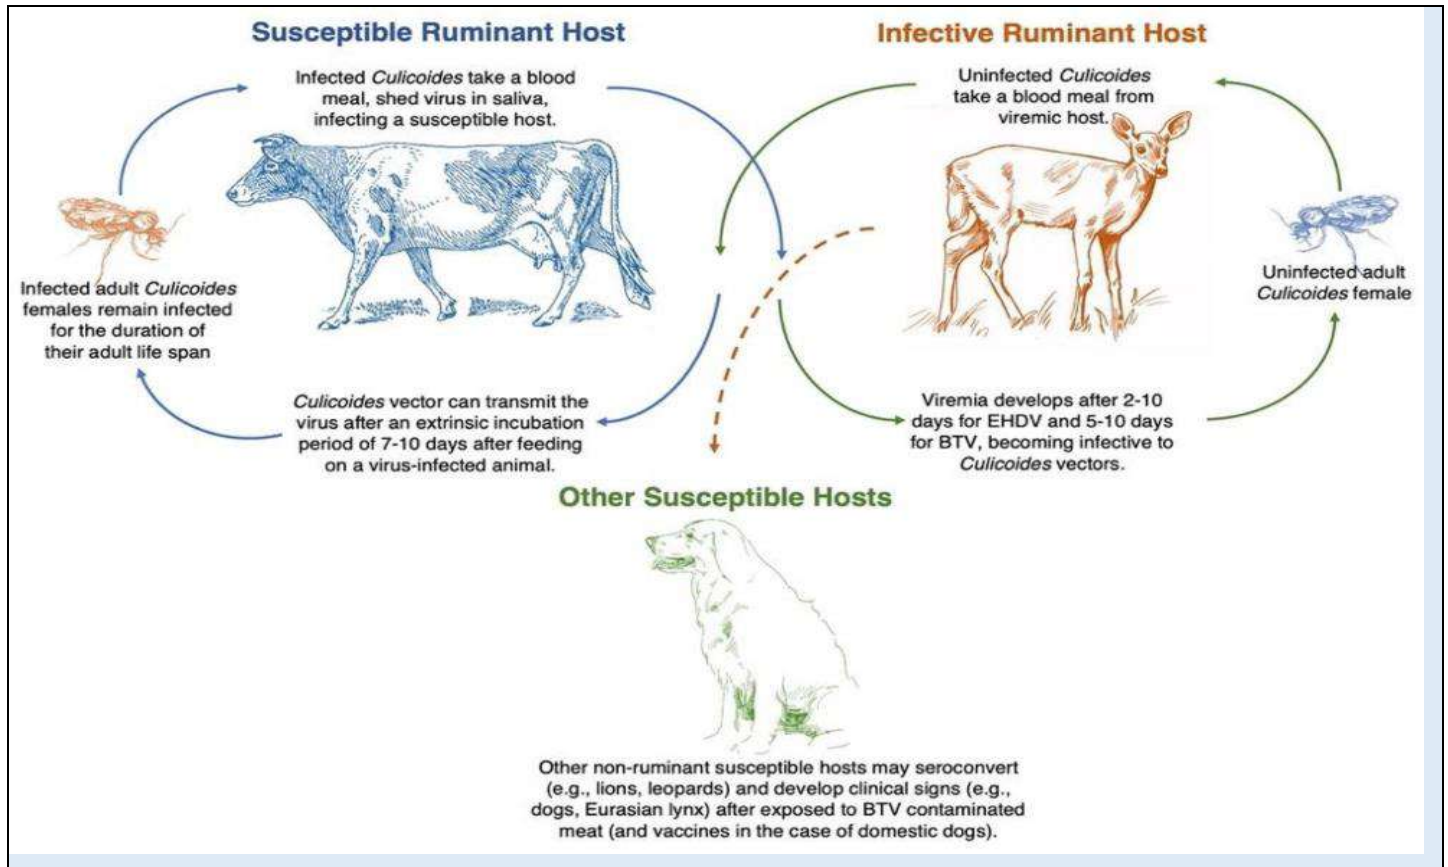 Susceptible Ruminant Host
Infected Culicoides take a blood
meal, shed virus in saliva,
infecting a susceptible host.
Infected adult Culicoides
females remain infected
for the duration of
their adult life span
Culicoides vector can transmit the
virus after an extrinsic incubation
period of 7-10 days after feeding
on a virus-infected animal.
Infective Ruminant Host
Uninfected Culicoides
take a blood meal from
viremic host.
Uninfected adult
Culicoides female
Viremia develops after 2-10
days for EHDV and 5-10 days
for BTV, becoming infective to
Culicoides vectors.
Other Susceptible Hosts
Other non-ruminant susceptible hosts may seroconvert
(e.g., lions, leopards) and develop clinical signs (e.g.,
dogs, Eurasian lynx) after exposed to BTV contaminated
meat (and vaccines in the case of domestic dogs).